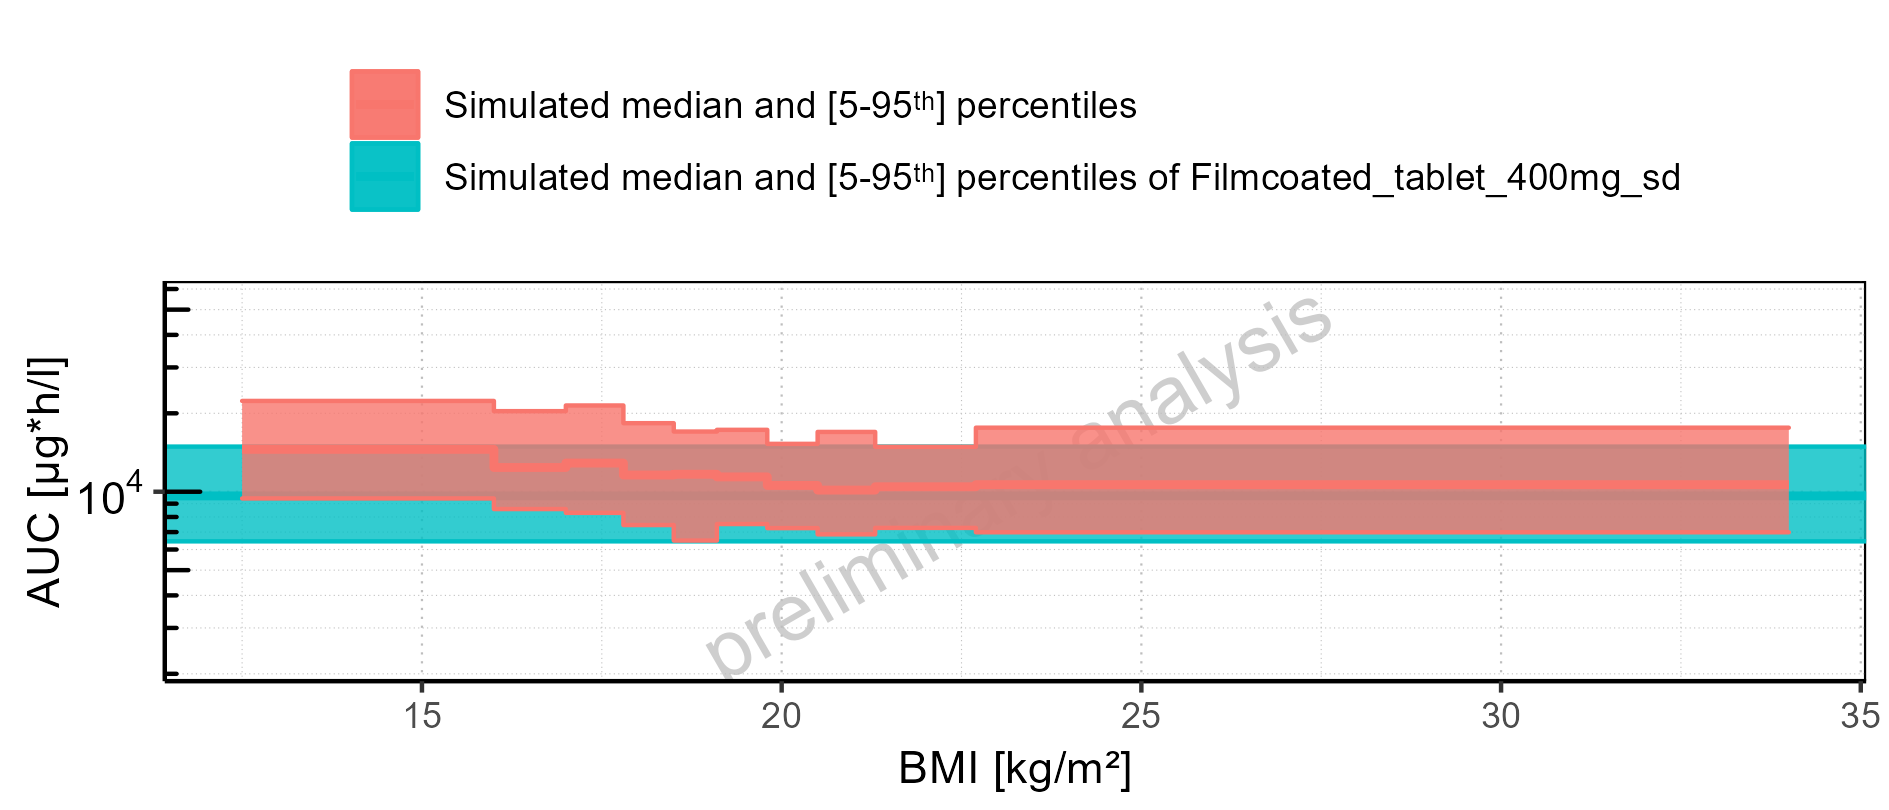 Simulated median and [5-95ᵗʰ] percentiles
Simulated median and [5-95ᵗʰ] percentiles of Filmcoated_tablet_400mg_sd
AUC [µg*h/l]
10⁴
preliminary analysis
15 20 25 30 35
BMI [kg/m²]